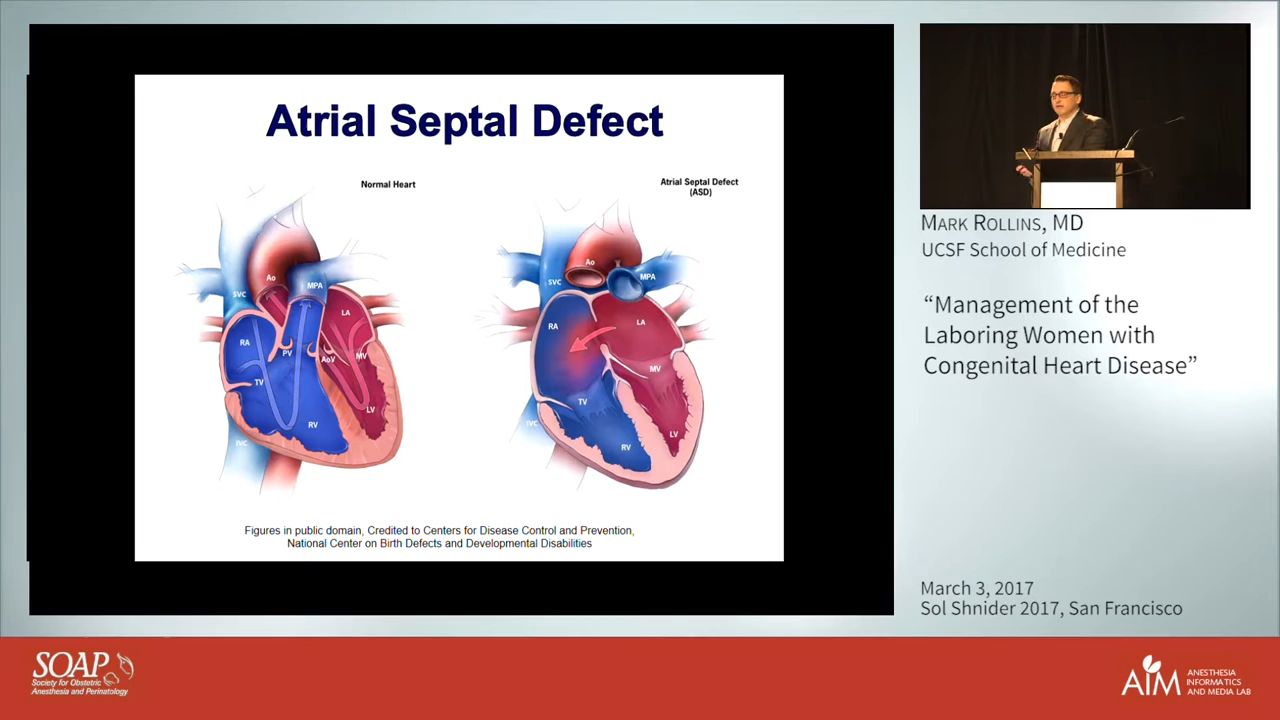 Atrial Septal Defect
Normal Heart
Ao
MPA
SVC
LA
RA
PV
AoV
MV
TV
LV
RV
IVC
Atrial Septal Defect
(ASD)
Ao
MPA
SVC
LA
RA
MV
TV
IVC
LV
RV
Figures in public domain, Credited to Centers for Disease Control and Prevention,
National Center on Birth Defects and Developmental Disabilities
MARK ROLLINS, MD
UCSF School of Medicine
“Management of the
Laboring Women with
Congenital Heart Disease”
March 3, 2017
Sol Shnider 2017, San Francisco
SOAP
Society for Obstetric
Anesthesia and Perinatology
AIM
ANESTHESIA
INFORMATICS
AND MEDIA LAB